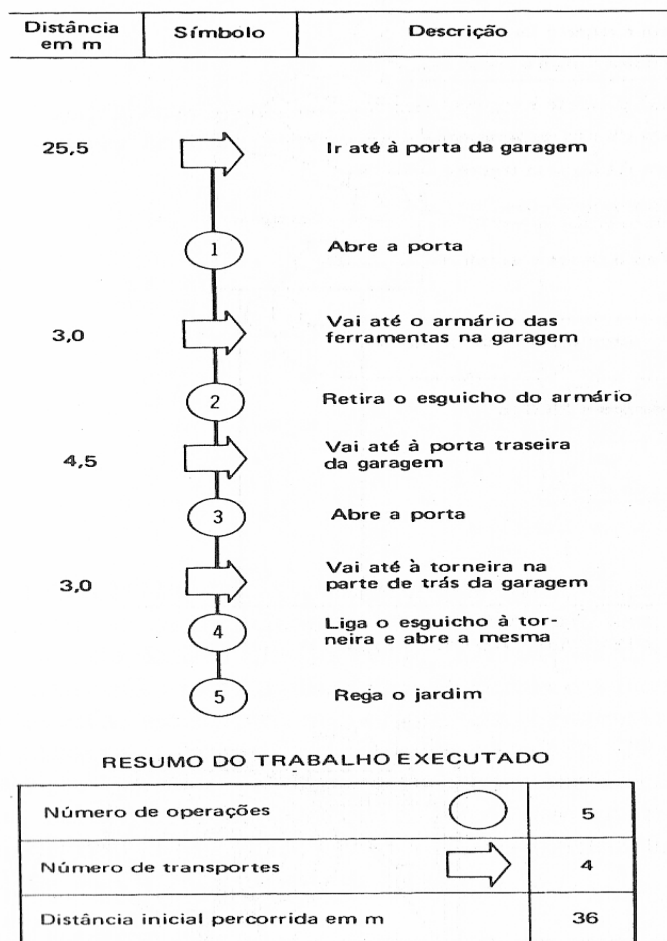 Distância em m
Símbolo
Descrição
25,5
Ir até à porta da garagem
1
Abre a porta
3,0
Vai até o armário das
ferramentas na garagem
2
Retira o esguicho do armário
4,5
Vai até à porta traseira
da garagem
3
Abre a porta
3,0
Vai até à torneira na
parte de trás da garagem
4
Liga o esguicho à tor-
neira e abre a mesma
5
Rega o jardim
RESUMO DO TRABALHO EXECUTADO
Número de operações
5
Número de transportes
4
Distância inicial percorrida em m
36